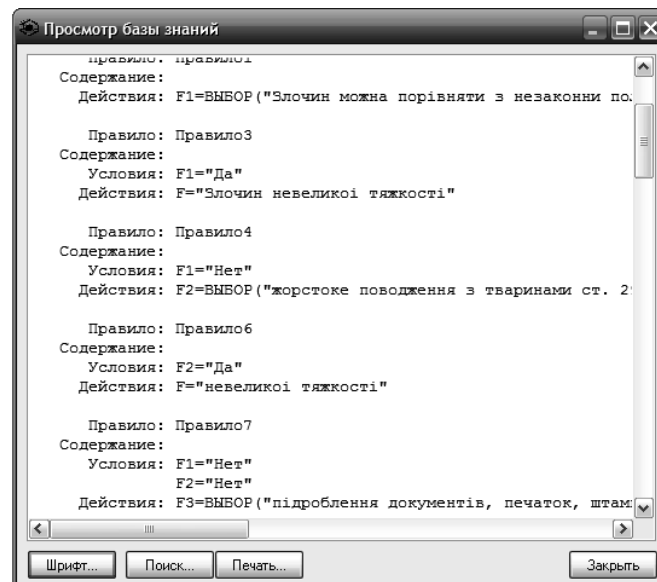 Просмотр базы знаний
Правило: Правило1
Содержание:
Действия: F1=ВЫБОР("Злочин можна порівняти з незаконни
Правило: Правило3
Содержание:
Условия: F1="Да"
Действия: F="Злочин невеликоі тяжкості"
Правило: Правило4
Содержание:
Условия: F1="Нет"
Действия: F2=ВЫБОР("жорстоке поводження з тваринами ст.
Правило: Правило6
Содержание:
Условия: F2="Да"
Действия: F="невеликоі тяжкості"
Правило: Правило7
Содержание:
Условия: F1="Нет"
F2="Нет"
Действия: F3=ВЫБОР("підроблення документів, печаток,
Шрифт... Поиск... Печать... Закрыть